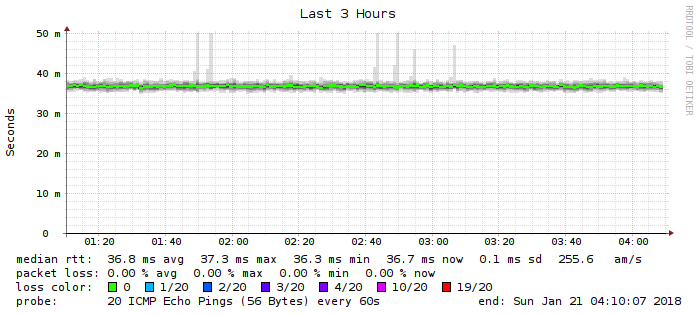 Last 3 Hours
RRDTOOL / TOBI OETIKER
Seconds
50 m
40 m
30 m
20 m
10 m
0
01:20 01:40 02:00 02:20 02:40 03:00 03:20 03:40 04:00
median rtt: 36.8 ms avg 37.3 ms max 36.3 ms min 36.7 ms now 0.1 ms sd 255.6 am/s
packet loss: 0.00 % avg 0.00 % max 0.00 % min 0.00 % now
loss color: 0 1/20 2/20 3/20 4/20 10/20 19/20
probe: 20 ICMP Echo Pings (56 Bytes) every 60s end: Sun Jan 21 04:10:07 2018